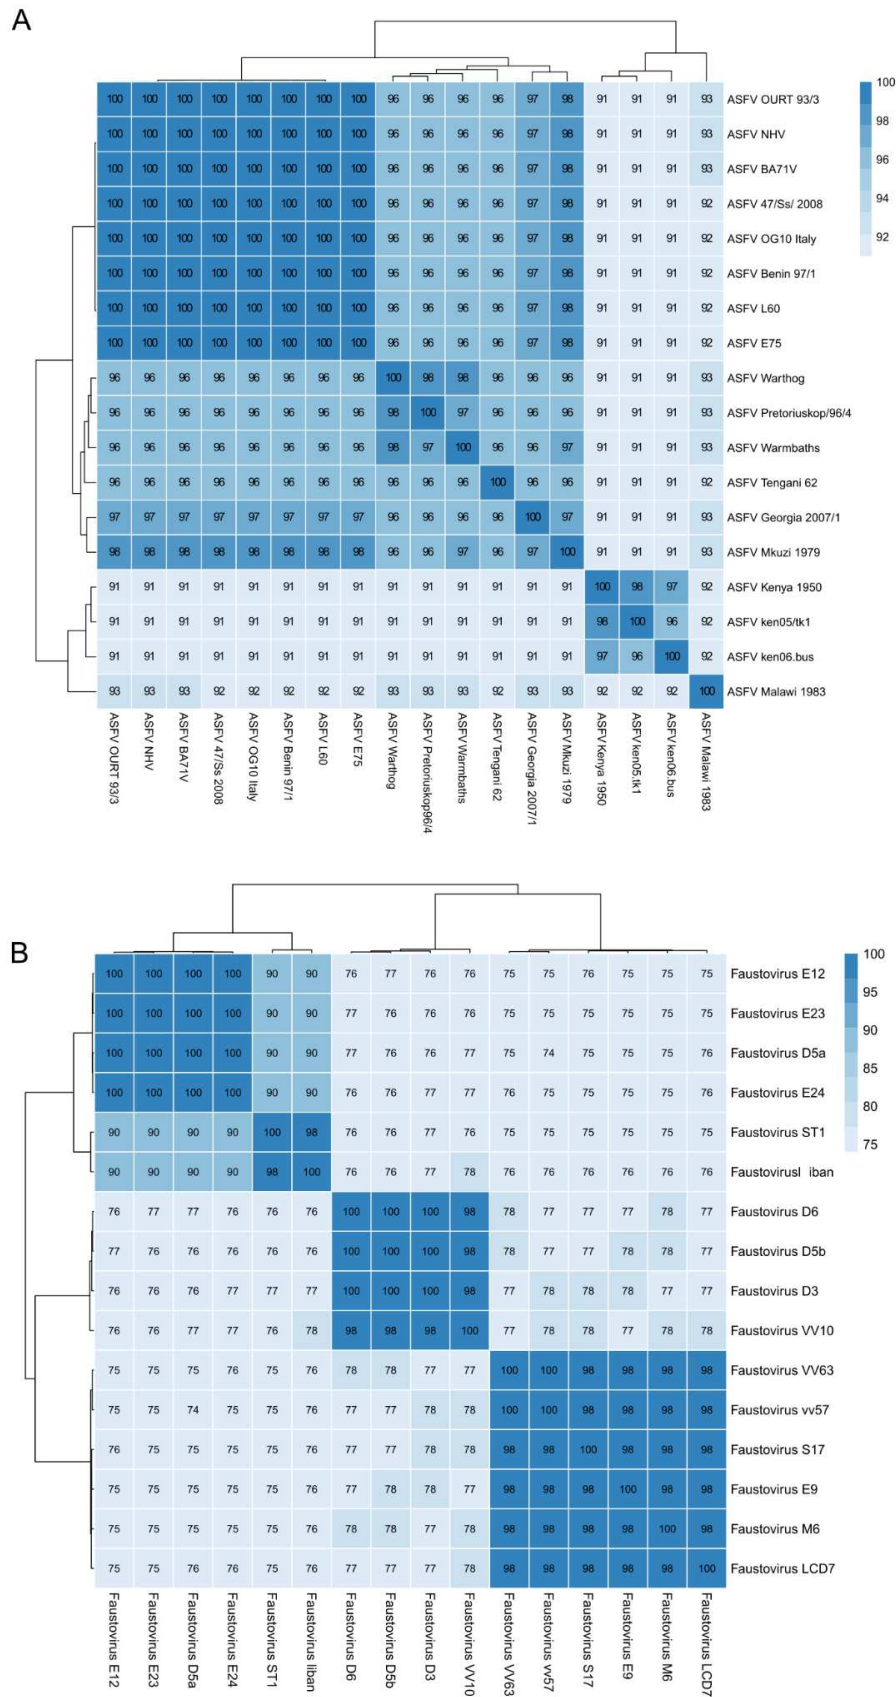 A
100 100 100 100 100 100 100 100 96 96 96 96 97 98 91 91 91 93 ASFV OURT 93/3
100 100 100 100 100 100 100 100 96 96 96 96 97 98 91 91 91 93 ASFV NHV
100 100 100 100 100 100 100 100 96 96 96 96 97 98 91 91 91 93 ASFV BA71V
100 100 100 100 100 100 100 100 96 96 96 96 97 98 91 91 91 92 ASFV 47/Ss/ 2008
100 100 100 100 100 100 100 100 96 96 96 96 97 98 91 91 91 92 ASFV OG10 Italy
100 100 100 100 100 100 100 100 96 96 96 96 97 98 91 91 91 92 ASFV Benin 97/1
100 100 100 100 100 100 100 100 96 96 96 96 97 98 91 91 91 92 ASFV L60
100 100 100 100 100 100 100 100 96 96 96 96 97 98 91 91 91 92 ASFV E75
96 96 96 96 96 96 96 96 100 98 98 96 96 96 91 91 91 93 ASFV Warthog
96 96 96 96 96 96 96 96 98 100 97 96 96 96 91 91 91 93 ASFV Pretoriuskop/96/4
96 96 96 96 96 96 96 96 98 97 100 96 96 97 91 91 91 93 ASFV Warmbaths
96 96 96 96 96 96 96 96 96 96 96 100 96 96 91 91 91 92 ASFV Tengani 62
97 97 97 97 97 97 97 97 96 96 96 96 100 97 91 91 91 93 ASFV Georgia 2007/1
98 98 98 98 98 98 98 98 96 96 97 96 97 100 91 91 91 93 ASFV Mkuzi 1979
91 91 91 91 91 91 91 91 91 91 91 91 91 91 100 98 97 92 ASFV Kenya 1950
91 91 91 91 91 91 91 91 91 91 91 91 91 91 98 100 96 92 ASFV ken05/tk1
91 91 91 91 91 91 91 91 91 91 91 91 91 91 97 96 100 92 ASFV ken06.bus
93 93 93 92 92 92 92 92 93 93 93 92 93 93 92 92 92 100 ASFV Malawi 1983
100
98
96
94
92
ASFV OURT 93/3
ASFV NHV
ASFV BA71V
ASFV 47/Ss 2008
ASFV OG10 Italy
ASFV Benin 97/1
ASFV L60
ASFV E75
ASFV Warthog
ASFV Pretoriuskop96/4
ASFV Warmbaths
ASFV Tengani 62
ASFV Georgia 2007/1
ASFV Mkuzi 1979
ASFV Kenya 1950
ASFV ken05.tk1
ASFV ken06.bus
ASFV Malawi 1983
B
100 100 100 100 90 90 76 77 76 76 75 75 76 75 75 75 Faustovirus E12
100 100 100 100 90 90 77 76 76 76 75 75 75 75 75 75 Faustovirus E23
100 100 100 100 90 90 77 76 76 77 75 74 75 75 75 76 Faustovirus D5a
100 100 100 100 90 90 76 76 77 77 76 75 75 75 75 76 Faustovirus E24
90 90 90 90 100 98 76 76 77 76 75 75 75 75 75 75 Faustovirus ST1
90 90 90 90 98 100 76 76 77 78 76 76 76 76 76 76 Faustovirusl iban
76 77 77 76 76 76 100 100 100 98 78 77 77 77 78 77 Faustovirus D6
77 76 76 76 76 76 100 100 100 98 78 77 77 78 78 77 Faustovirus D5b
76 76 76 77 77 77 100 100 100 98 77 78 78 78 77 77 Faustovirus D3
76 76 77 77 76 78 98 98 98 100 77 78 78 77 78 78 Faustovirus VV10
75 75 75 76 75 76 78 78 77 77 100 100 98 98 98 98 Faustovirus VV63
75 75 74 75 75 76 77 77 78 78 100 100 98 98 98 98 Faustovirus vv57
76 75 75 75 75 76 77 77 78 78 98 98 100 98 98 98 Faustovirus S17
75 75 75 75 75 76 77 78 78 77 98 98 98 100 98 98 Faustovirus E9
75 75 75 75 75 76 78 78 77 78 98 98 98 98 100 98 Faustovirus M6
75 75 76 76 75 76 77 77 77 78 98 98 98 98 98 100 Faustovirus LCD7
100
95
90
85
80
75
Faustovirus E12
Faustovirus E23
Faustovirus D5a
Faustovirus E24
Faustovirus ST1
Faustovirus liban
Faustovirus D6
Faustovirus D5b
Faustovirus D3
Faustovirus VV10
Faustovirus VV63
Faustovirus vv57
Faustovirus S17
Faustovirus E9
Faustovirus M6
Faustovirus LCD7